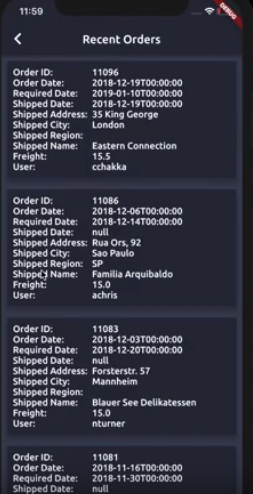 11:59
DEBUG
Recent Orders
Order ID: 11096
Order Date: 2018-12-19T00:00:00
Required Date: 2019-01-10T00:00:00
Shipped Date: 2018-12-19T00:00:00
Shipped Address: 35 King George
Shipped City: London
Shipped Region:
Shipped Name: Eastern Connection
Freight: 15.5
User: cchakka
Order ID: 11086
Order Date: 2018-12-06T00:00:00
Required Date: 2018-12-14T00:00:00
Shipped Date: null
Shipped Address: Rua Ors, 92
Shipped City: Sao Paulo
Shipped Region: SP
Shipped Name: Familia Arquibaldo
Freight: 15.0
User: achris
Order ID: 11083
Order Date: 2018-12-03T00:00:00
Required Date: 2018-12-20T00:00:00
Shipped Date: null
Shipped Address: Forsterstr. 57
Shipped City: Mannheim
Shipped Region:
Shipped Name: Blauer See Delikatessen
Freight: 15.0
User: nturner
Order ID: 11081
Order Date: 2018-11-16T00:00:00
Required Date: 2018-11-30T00:00:00
Shipped Date: null